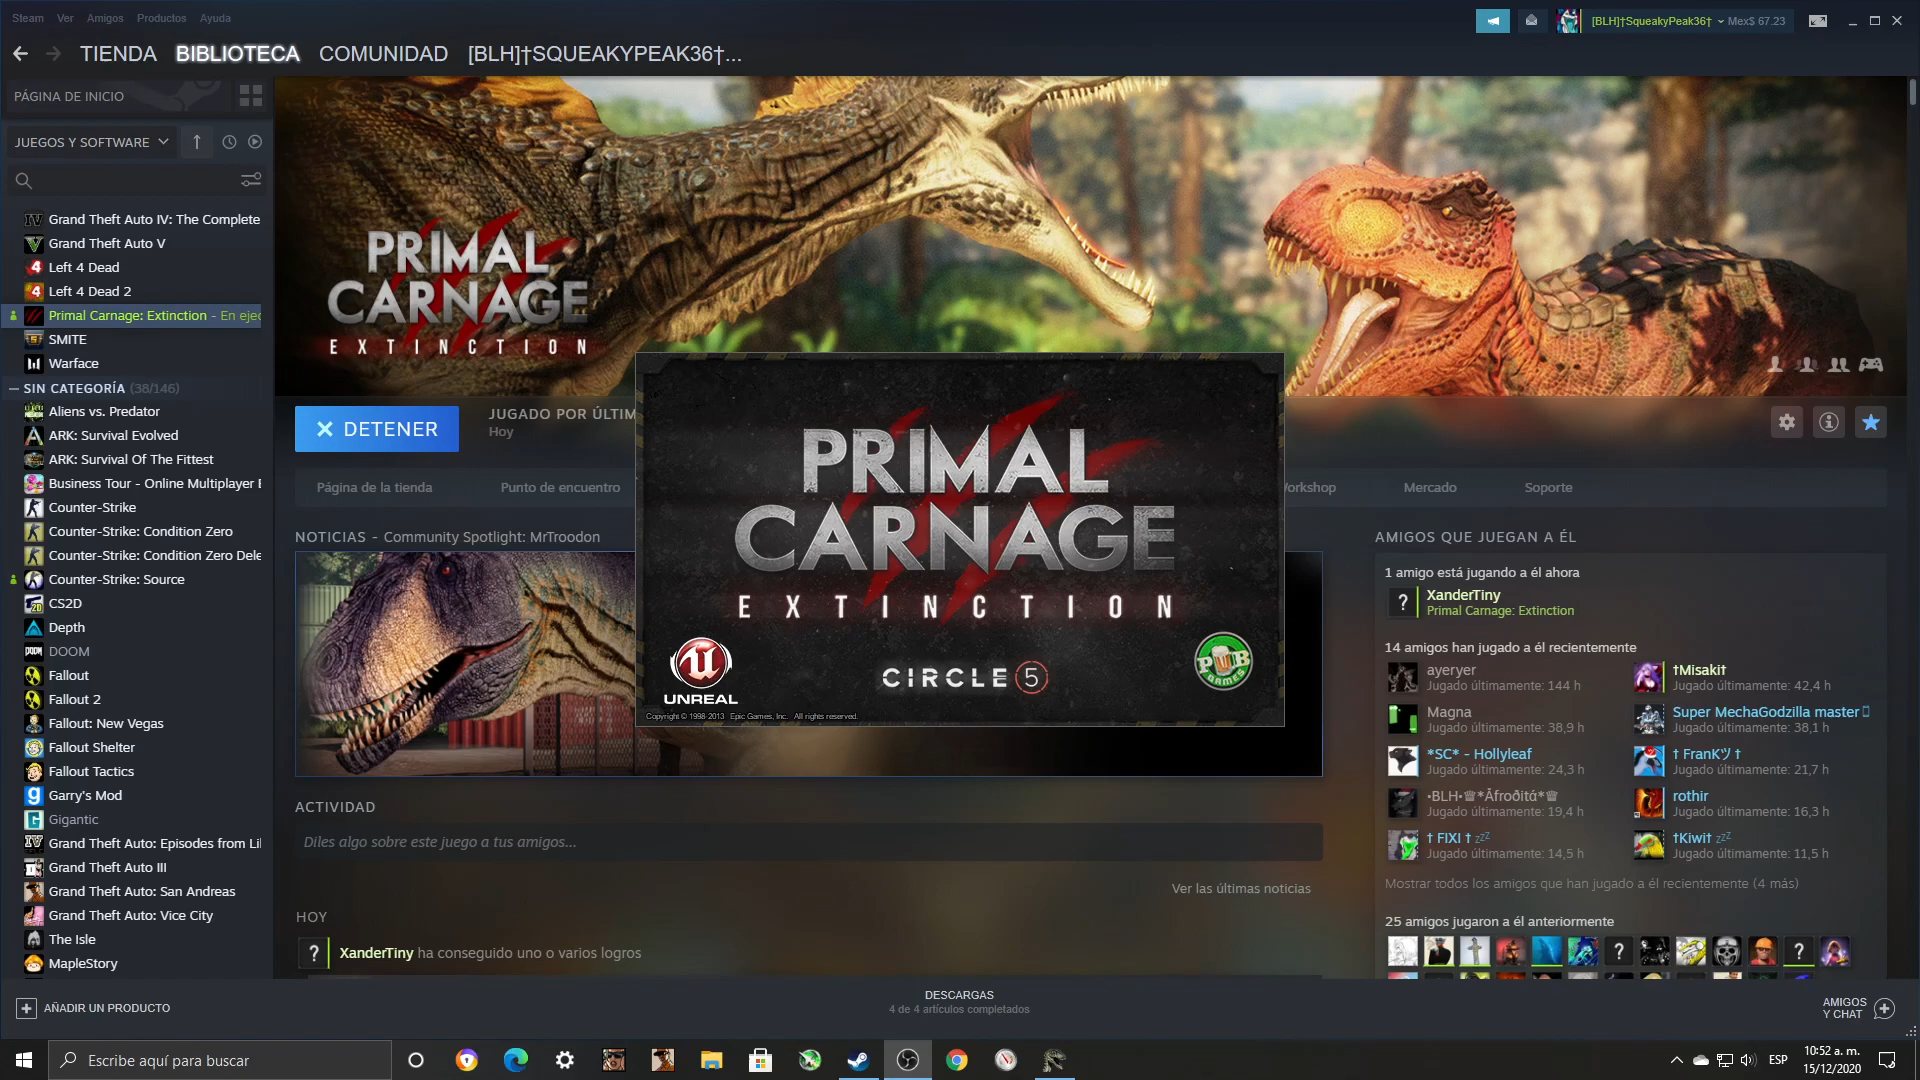 Steam Ver Amigos Productos Ayuda
[BLH]†SqueakyPeak36† Mex$ 67.23
TIENDA BIBLIOTECA COMUNIDAD [BLH]†SQUEAKYPEAK36†...
PÁGINA DE INICIO
JUEGOS Y SOFTWARE
Grand Theft Auto IV: The Complete
Grand Theft Auto V
Left 4 Dead
Left 4 Dead 2
Primal Carnage: Extinction - En ejec
SMITE
Warface
SIN CATEGORÍA (38/146)
Aliens vs. Predator
ARK: Survival Evolved
ARK: Survival Of The Fittest
Business Tour - Online Multiplayer
Counter-Strike
Counter-Strike: Condition Zero
Counter-Strike: Condition Zero Dele
Counter-Strike: Source
CS2D
Depth
DOOM
Fallout
Fallout 2
Fallout: New Vegas
Fallout Shelter
Fallout Tactics
Garry's Mod
Gigantic
Grand Theft Auto: Episodes from Li
Grand Theft Auto III
Grand Theft Auto: San Andreas
Grand Theft Auto: Vice City
The Isle
MapleStory
PRIMAL
CARNAGE
EXTINCTION
DETENER
JUGADO POR ÚLTIM
Hoy
Página de la tienda
Punto de encuentro
Workshop
Mercado
Soporte
NOTICIAS - Community Spotlight: MrTroodon
PRIMAL
CARNAGE
EXTINCTION
UNREAL
CIRCLE 5
PUB GAMES
Copyright © 1998-2013 Epic Games, Inc. All rights reserved.
ACTIVIDAD
Diles algo sobre este juego a tus amigos...
Ver las últimas noticias
HOY
XanderTiny ha conseguido uno o varios logros
AMIGOS QUE JUEGAN A ÉL
1 amigo está jugando a él ahora
XanderTiny
Primal Carnage: Extinction
14 amigos han jugado a él recientemente
ayeryer
Jugado últimamente: 144 h
†Misaki†
Jugado últimamente: 42,4 h
Magna
Jugado últimamente: 38,9 h
Super MechaGodzilla master
Jugado últimamente: 38,1 h
*SC* - Hollyleaf
Jugado últimamente: 24,3 h
† FranKツ †
Jugado últimamente: 21,7 h
•BLH•♕*Åfroðitά*♕
Jugado últimamente: 19,4 h
rothir
Jugado últimamente: 16,3 h
† FIXI † zzz
Jugado últimamente: 14,5 h
†Kiwi† zzz
Jugado últimamente: 11,5 h
Mostrar todos los amigos que han jugado a él recientemente (4 más)
25 amigos jugaron a él anteriormente
AÑADIR UN PRODUCTO
DESCARGAS
4 de 4 artículos completados
AMIGOS
Y CHAT
Escribe aquí para buscar
ESP
10:52 a. m.
15/12/2020